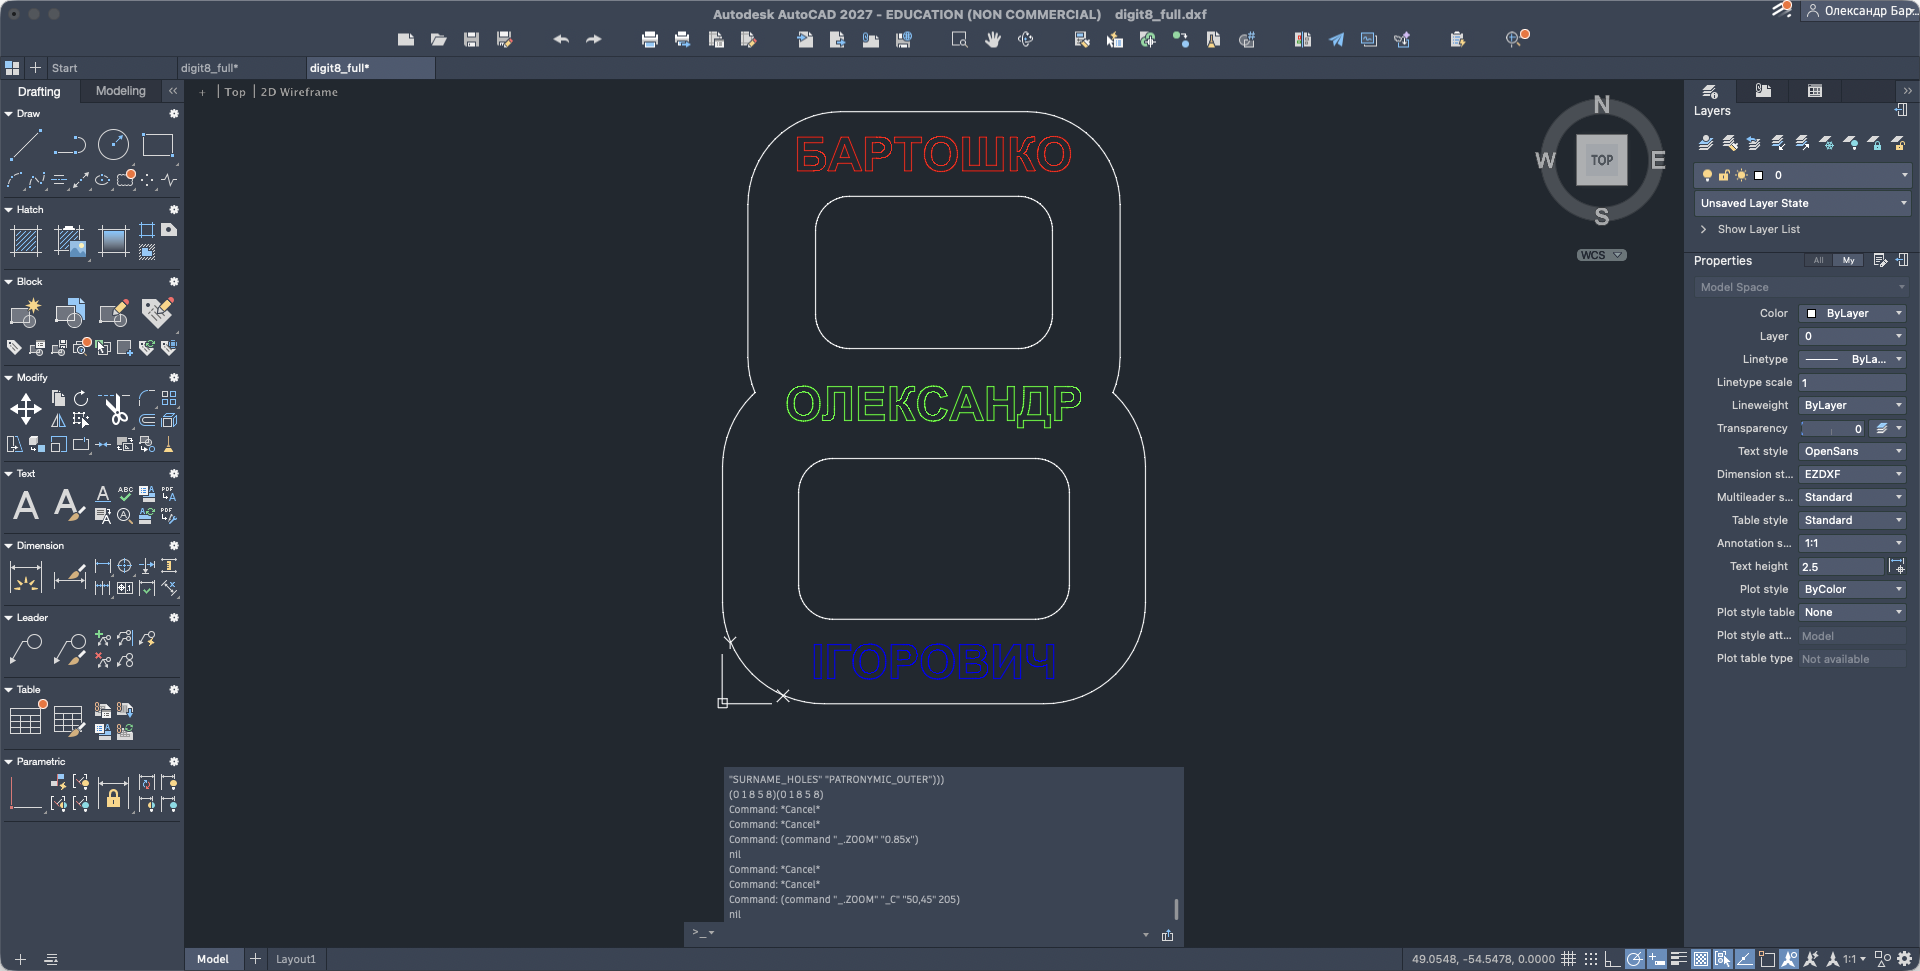 Autodesk AutoCAD 2027 - EDUCATION (NON COMMERCIAL) digit8_full.dxf
Олександр Бар...
Start
digit8_full*
digit8_full*
Drafting
Modeling
+ | Top | 2D Wireframe
Draw
Hatch
Block
Modify
Text
Dimension
Leader
Table
Parametric
БАРТОШКО
ОЛЕКСАНДР
ІГОРОВИЧ
Y
X
N
W
TOP
E
S
WCS
"SURNAME_HOLES" "PATRONYMIC_OUTER")))
(0 1 8 5 8)(0 1 8 5 8)
Command: *Cancel*
Command: *Cancel*
Command: (command "_.ZOOM" "0.85x")
nil
Command: *Cancel*
Command: *Cancel*
Command: (command "_.ZOOM" "_C" "50,45" 205)
nil
>_
Layers
0
Unsaved Layer State
Show Layer List
Properties
All
My
Model Space
Color ByLayer
Layer 0
Linetype ByLa...
Linetype scale 1
Lineweight ByLayer
Transparency 0
Text style OpenSans
Dimension st... EZDXF
Multileader s... Standard
Table style Standard
Annotation s... 1:1
Text height 2.5
Plot style ByColor
Plot style table None
Plot style att... Model
Plot table type Not available
Model
Layout1
49.0548, -54.5478, 0.0000
1:1